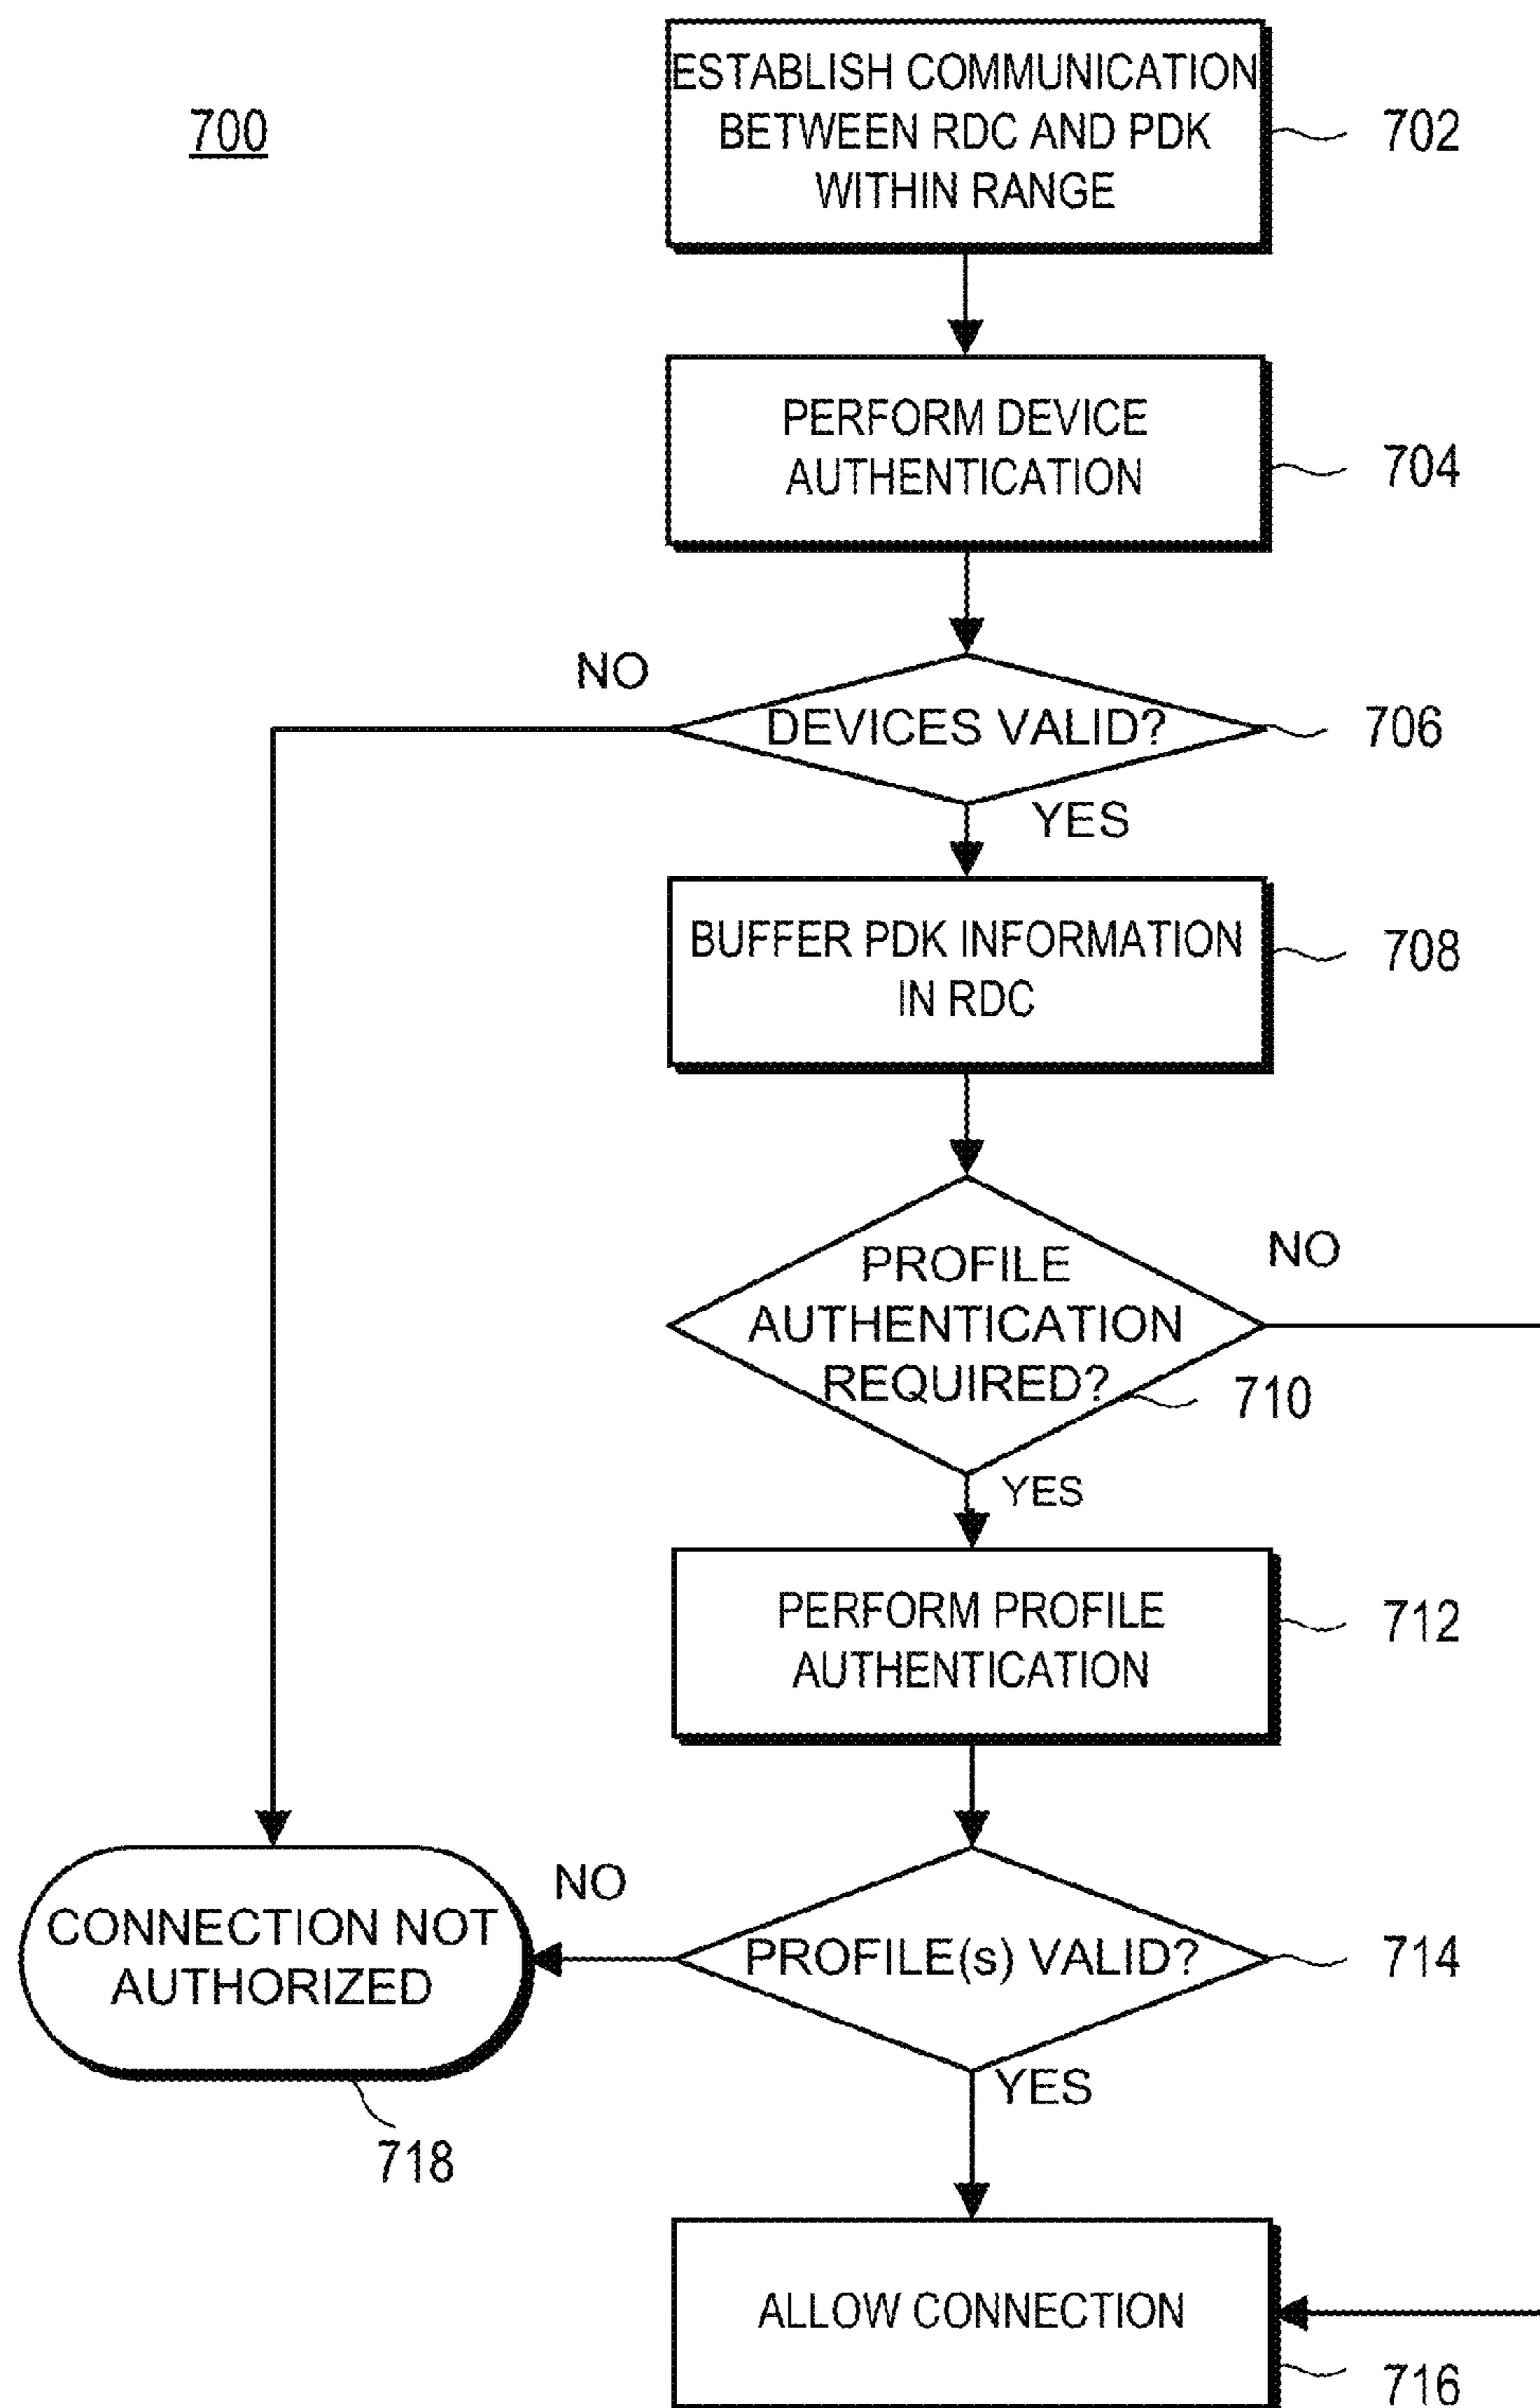 700
ESTABLISH COMMUNICATION
BETWEEN RDC AND PDK
WITHIN RANGE
702
PERFORM DEVICE
AUTHENTICATION
704
NO
DEVICES VALID?
706
YES
BUFFER PDK INFORMATION
IN RDC
708
PROFILE
AUTHENTICATION
REQUIRED?
NO
710
YES
PERFORM PROFILE
AUTHENTICATION
712
CONNECTION NOT
AUTHORIZED
718
NO
PROFILE(s) VALID?
714
YES
ALLOW CONNECTION
716